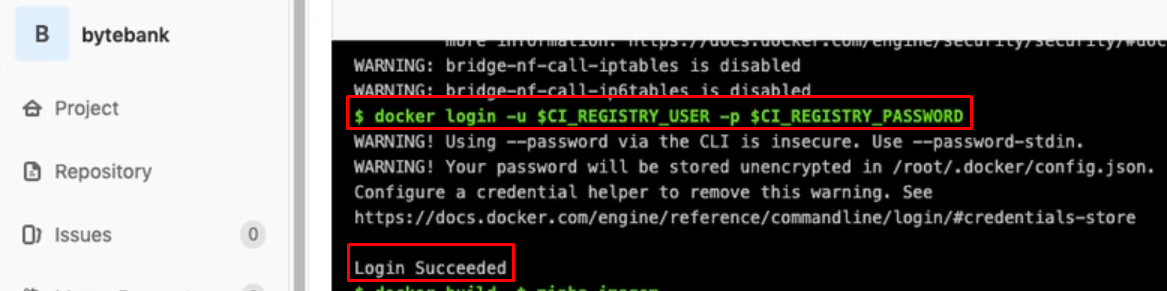 B bytebank
Project
Repository
Issues 0
more information: https://docs.docker.com/engine/security/security/#doc
WARNING: bridge-nf-call-iptables is disabled
WARNING: bridge-nf-call-ip6tables is disabled
$ docker login -u $CI_REGISTRY_USER -p $CI_REGISTRY_PASSWORD
WARNING! Using --password via the CLI is insecure. Use --password-stdin.
WARNING! Your password will be stored unencrypted in /root/.docker/config.json.
Configure a credential helper to remove this warning. See
https://docs.docker.com/engine/reference/commandline/login/#credentials-store
Login Succeeded
$ docker build -t minha-imagem